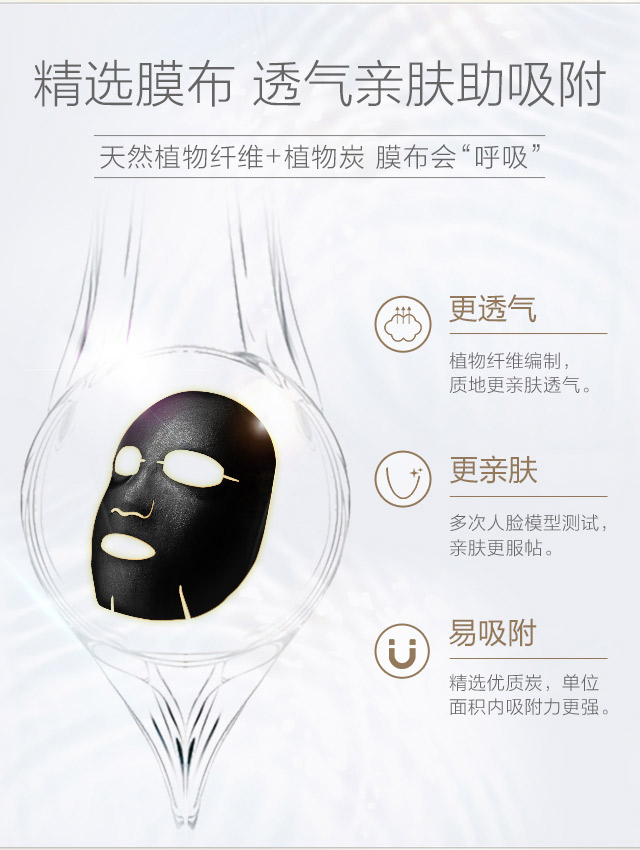 精选膜布 透气亲肤助吸附
天然植物纤维+植物炭 膜布会“呼吸”
更透气
植物纤维编制，
质地更亲肤透气。
更亲肤
多次人脸模型测试，
亲肤更服帖。
易吸附
精选优质炭，单位
面积内吸附力更强。